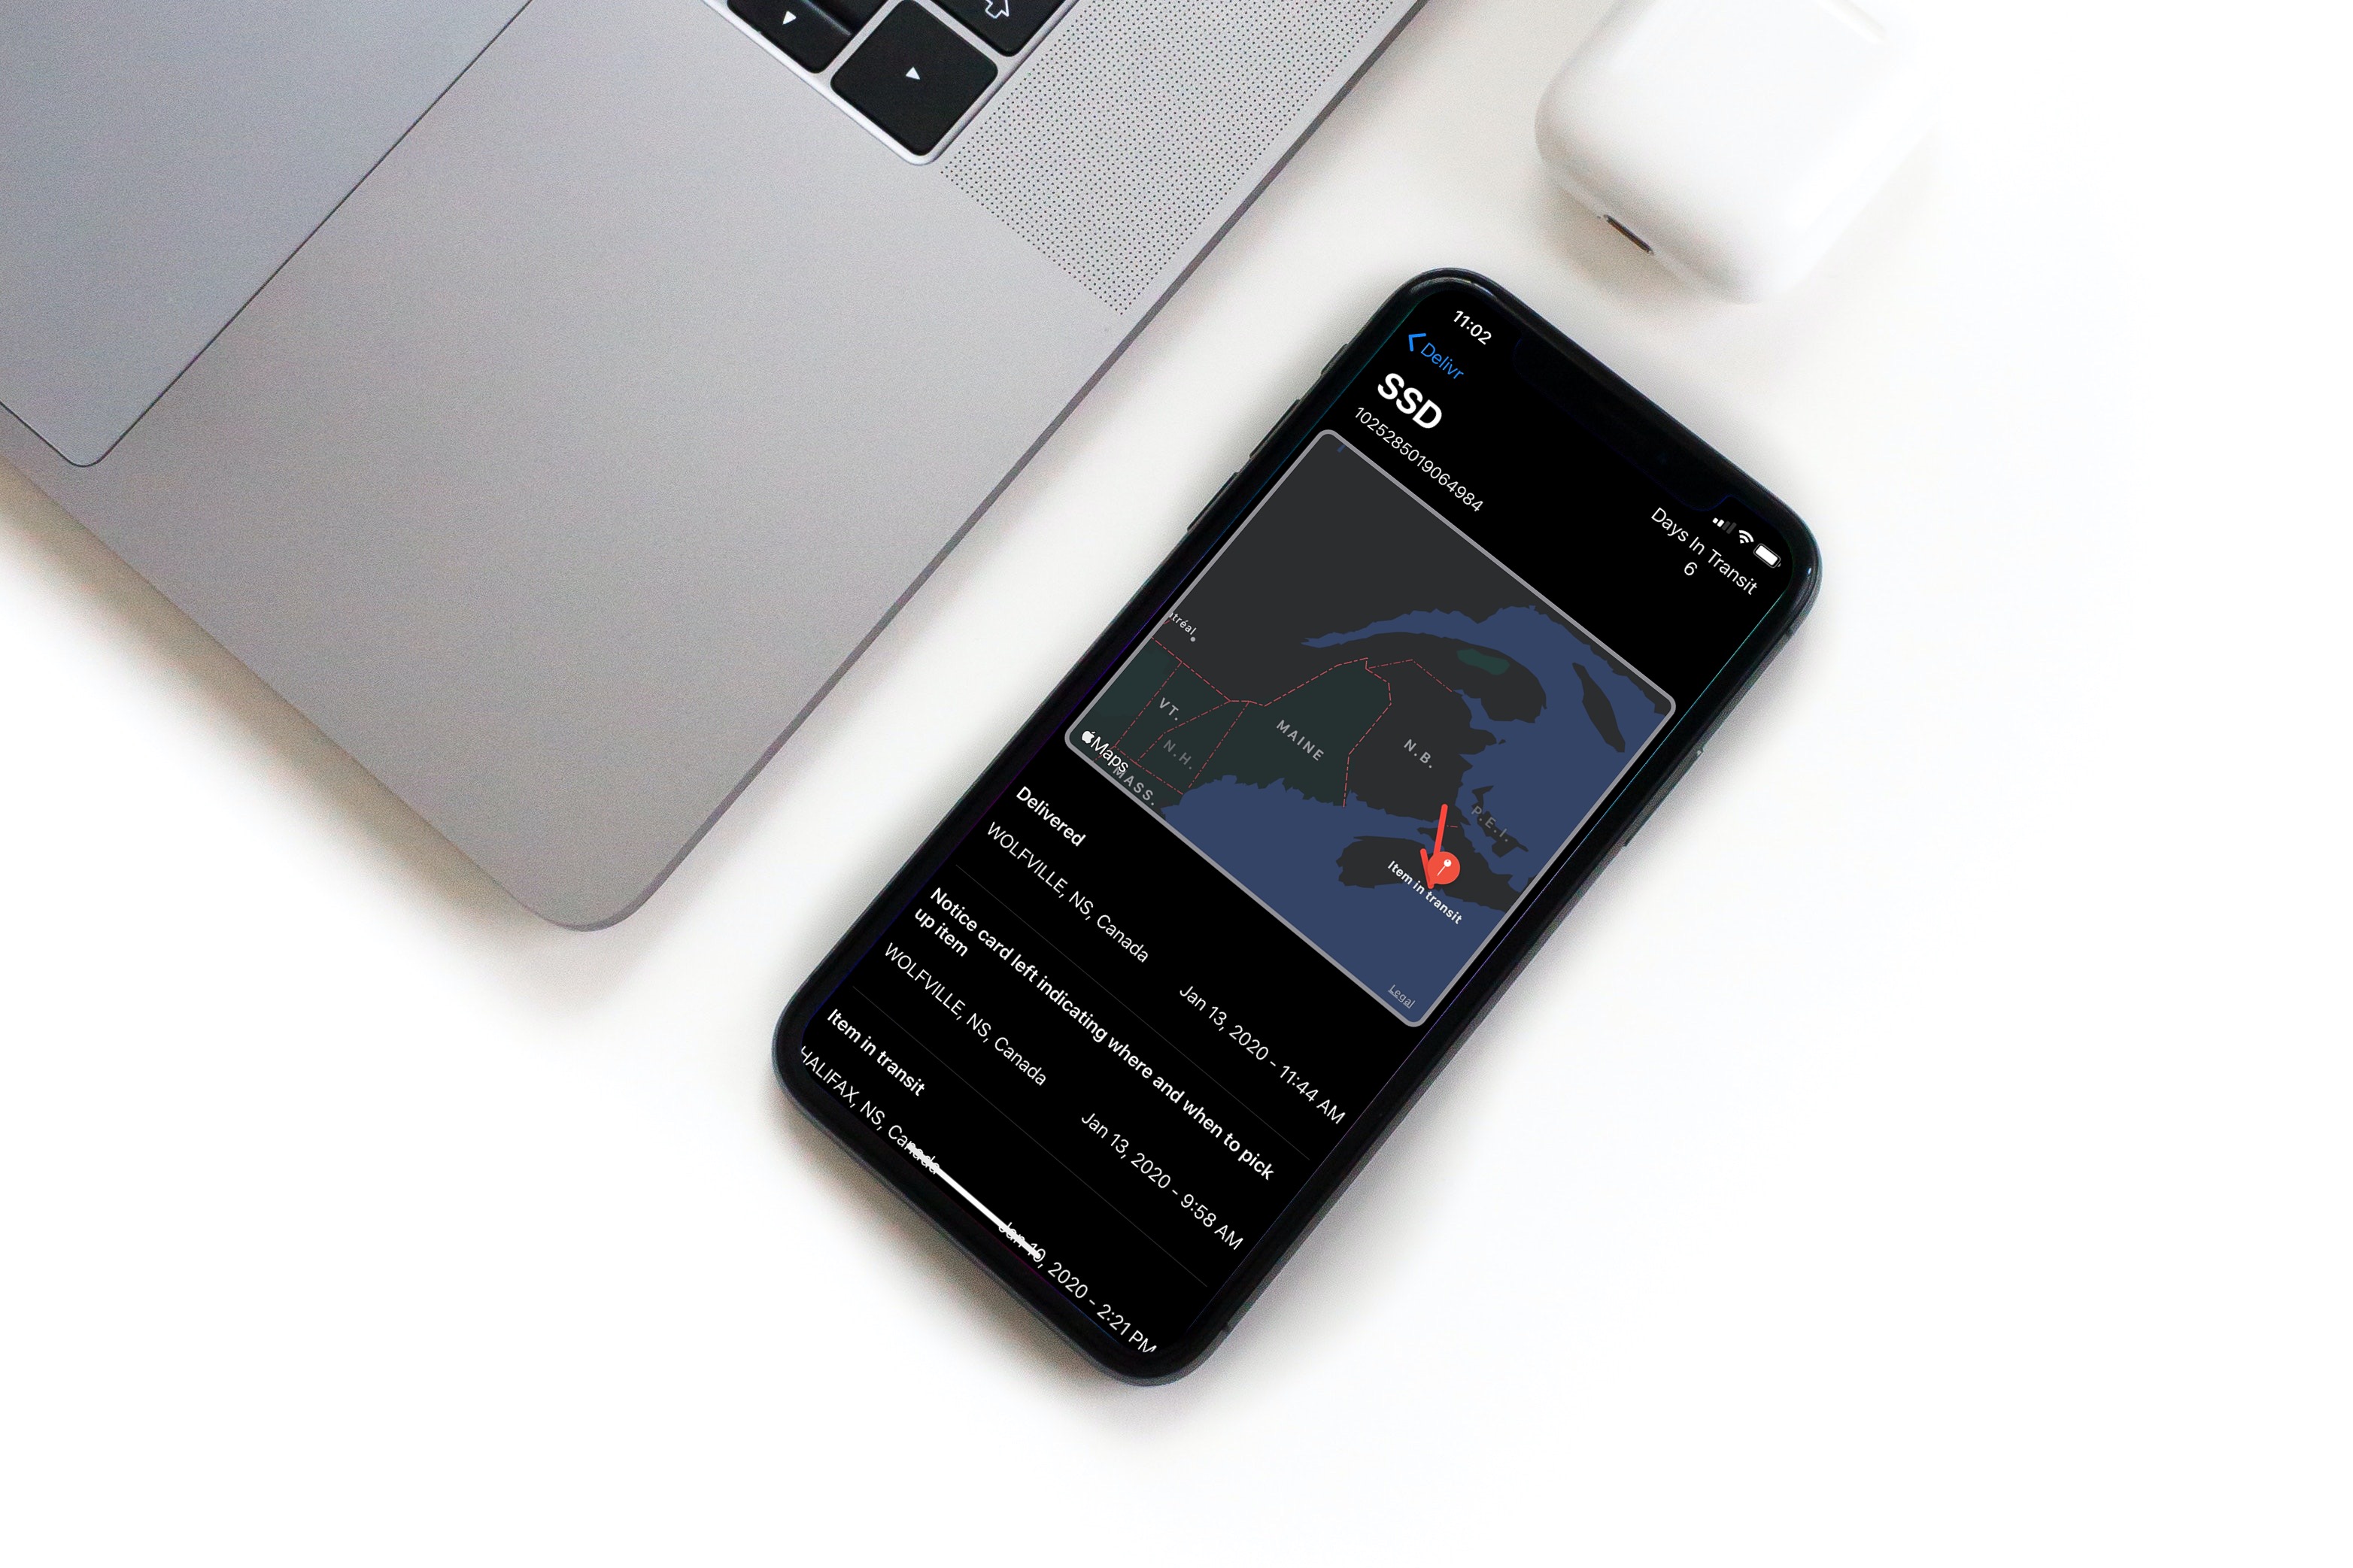 11:02
Delivr
SSD
1025285019064984
Days In Transit
6
tréal
VT.
N.H.
MASS.
MAINE
N.B.
P.E.I.
Item in transit
Maps
Legal
Delivered
WOLFVILLE, NS, Canada
Jan 13, 2020 - 11:44 AM
Notice card left indicating where and when to pick
up item
WOLFVILLE, NS, Canada
Jan 13, 2020 - 9:58 AM
Item in transit
HALIFAX, NS, Canada
Jan 10, 2020 - 2:21 PM